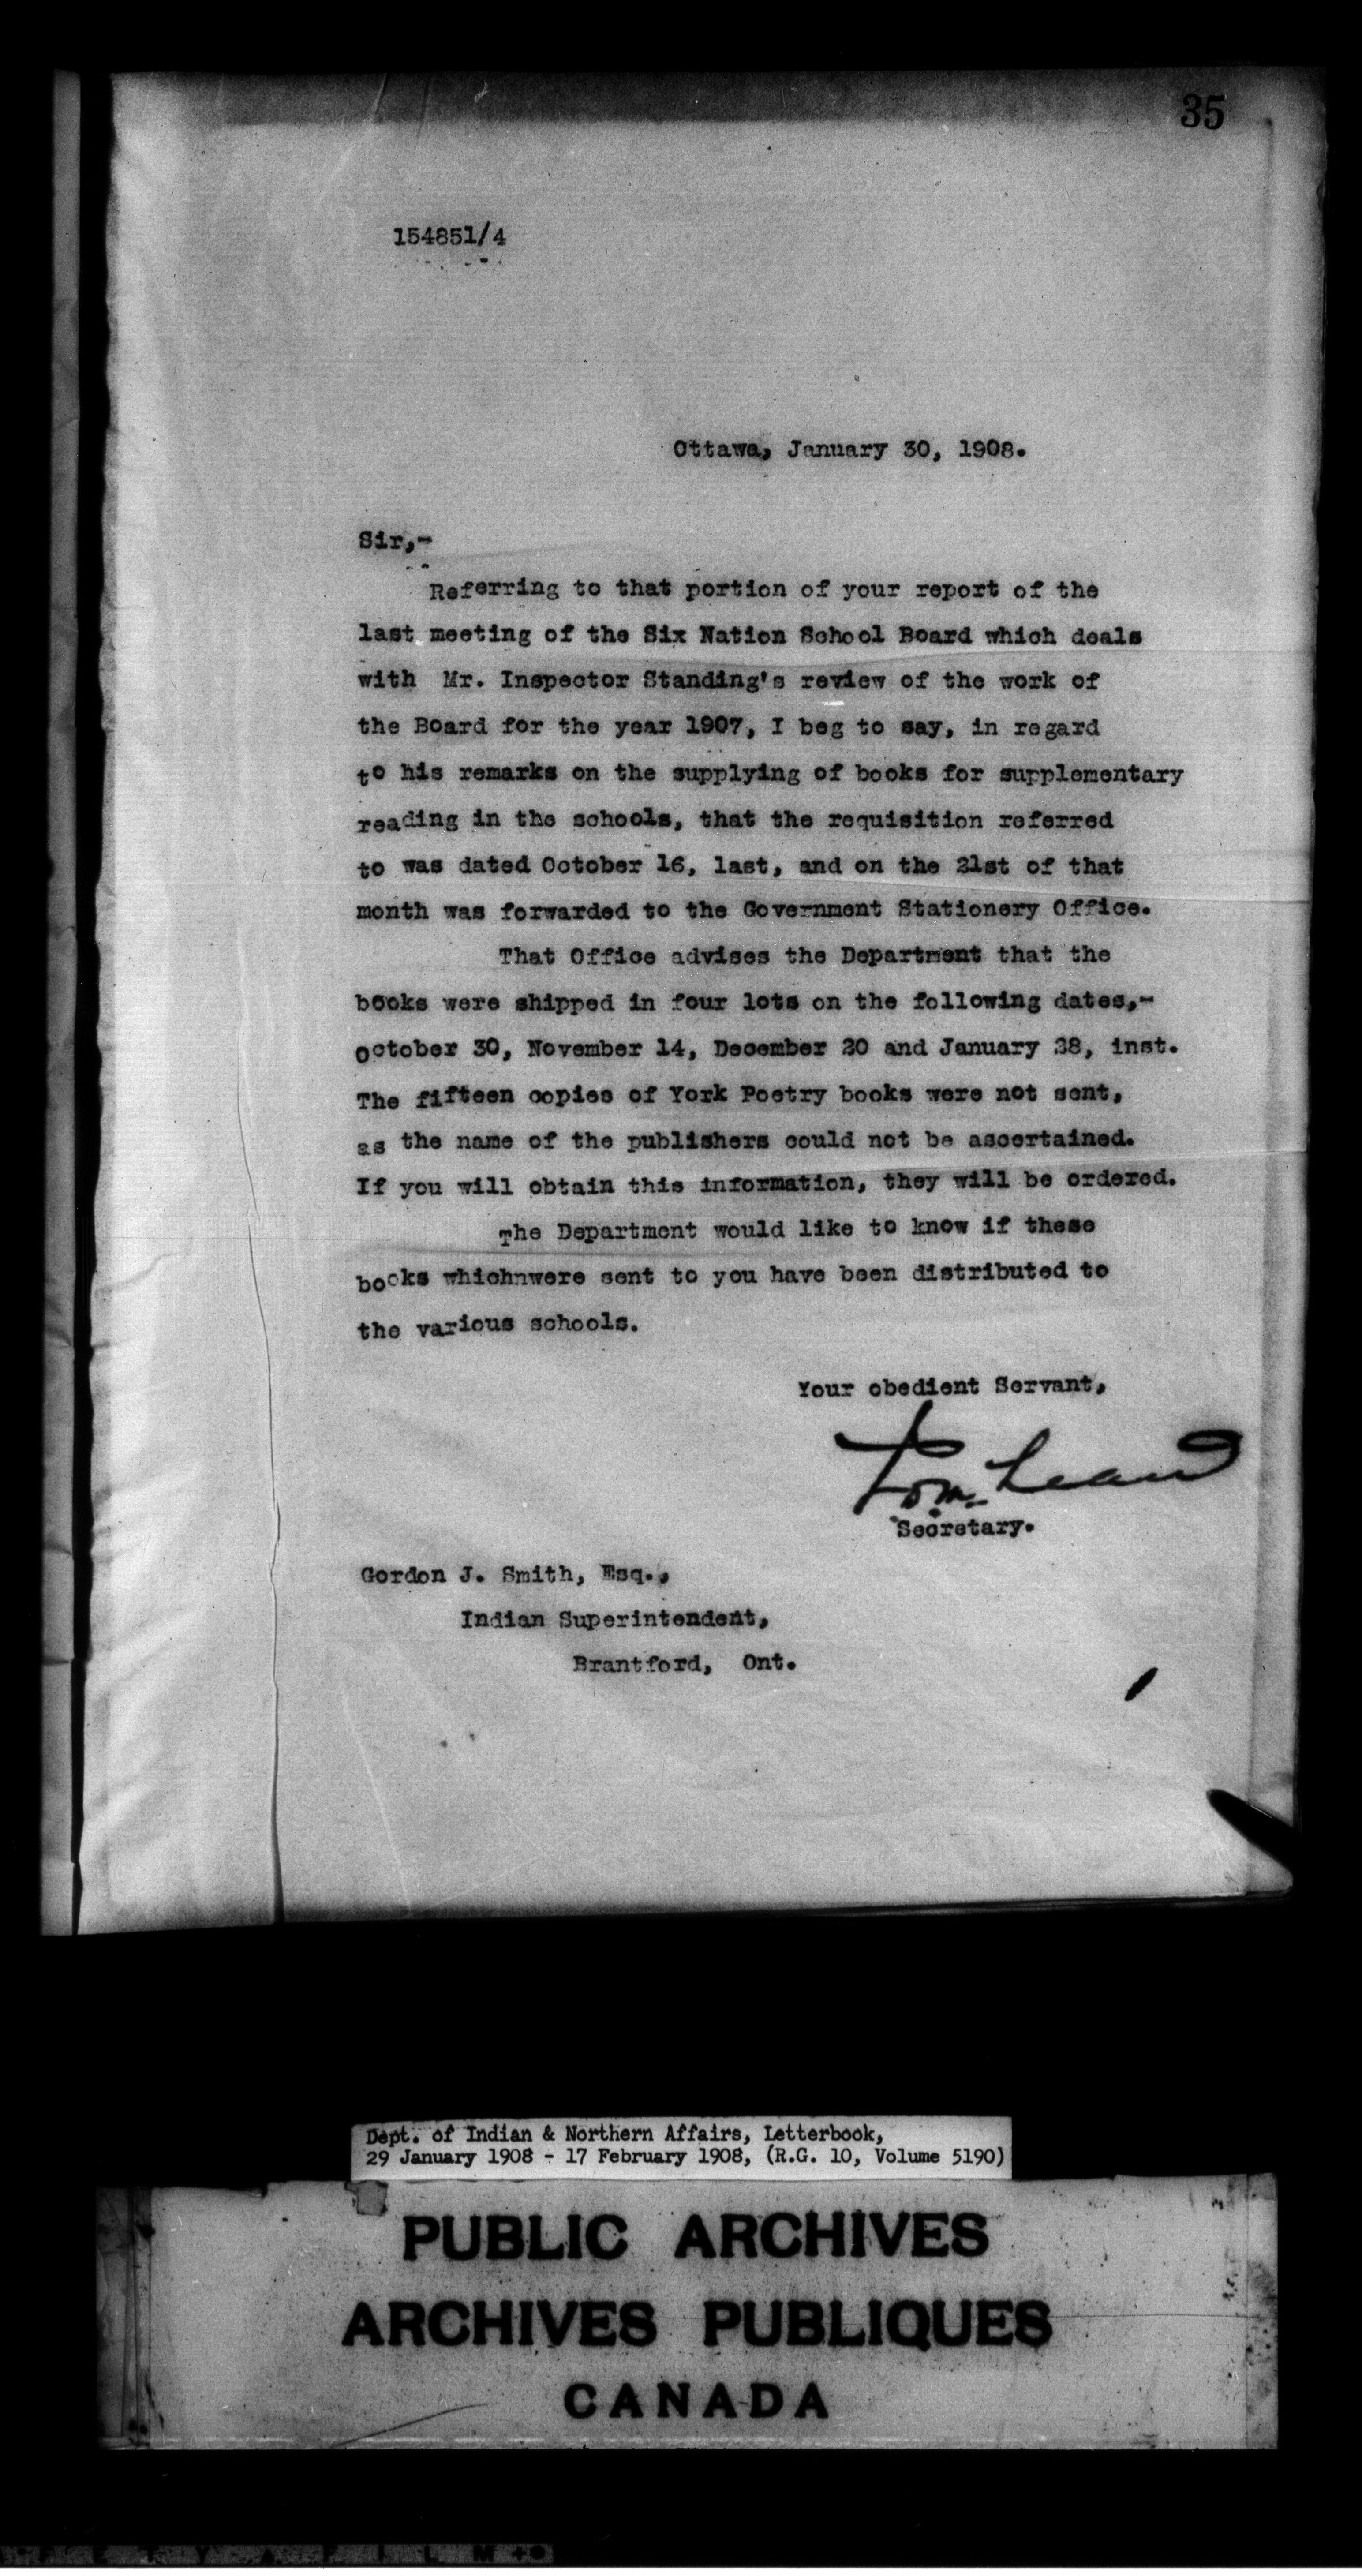 35
154851/4
Ottawa, January 30, 1908.
Sir,-
Referring to that portion of your report of the
last meeting of the Six Nation School Board which deals
with Mr. Inspector Standing's review of the work of
the Board for the year 1907, I beg to say, in regard
to his remarks on the supplying of books for supplementary
reading in the schools, that the requisition referred
to was dated October 16, last, and on the 21st of that
month was forwarded to the Government Stationery Office.
That Office advises the Department that the
books were shipped in four lots on the following dates,-
October 30, November 14, December 20 and January 28, inst.
The fifteen copies of York Poetry books were not sent,
as the name of the publishers could not be ascertained.
If you will obtain this information, they will be ordered.
The Department would like to know if these
books whichnwere sent to you have been distributed to
the various schools.
Your obedient Servant,
Secretary.
Gordon J. Smith, Esq.,
Indian Superintendent,
Brantford, Ont.
Dept. of Indian & Northern Affairs, Letterbook,
29 January 1908 - 17 February 1908, (R.G. 10, Volume 5190)
PUBLIC ARCHIVES
ARCHIVES PUBLIQUES
CANADA